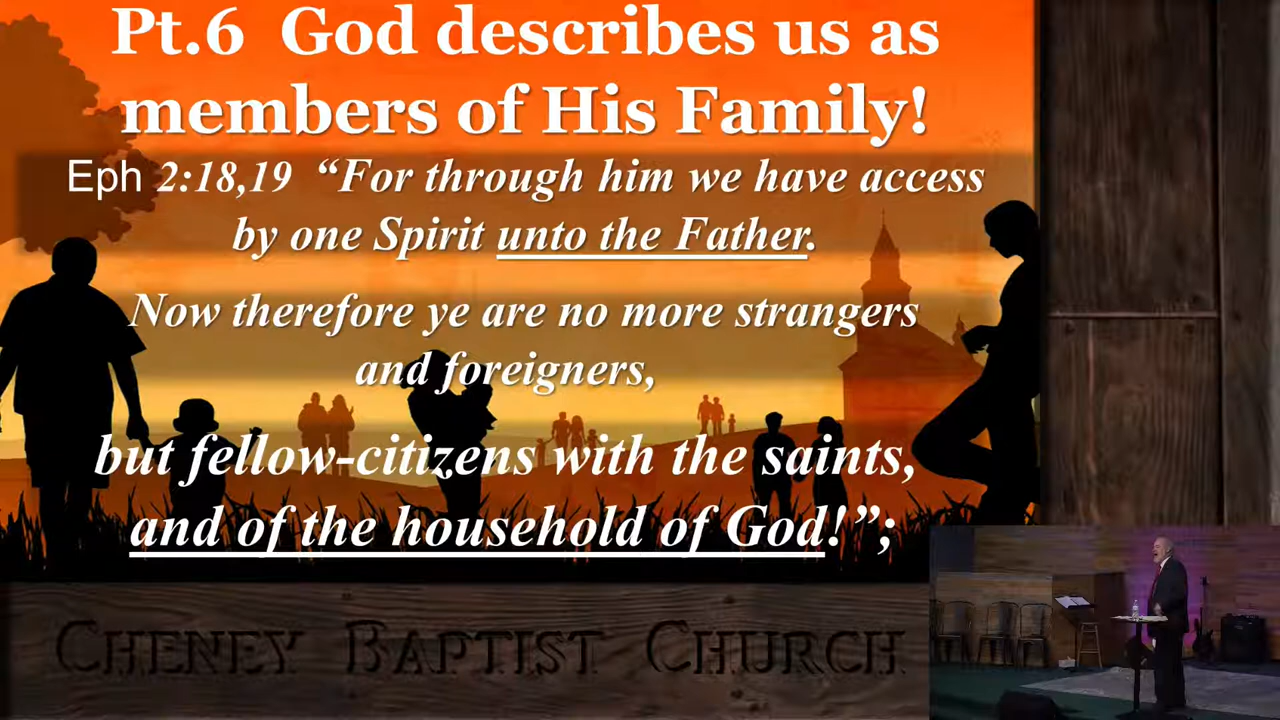 Pt.6 God describes us as
members of His Family!
Eph 2:18,19 “For through him we have access
by one Spirit unto the Father.
Now therefore ye are no more strangers
and foreigners,
but fellow-citizens with the saints,
and of the household of God!”;
CHENEY BAPTIST CHURCH